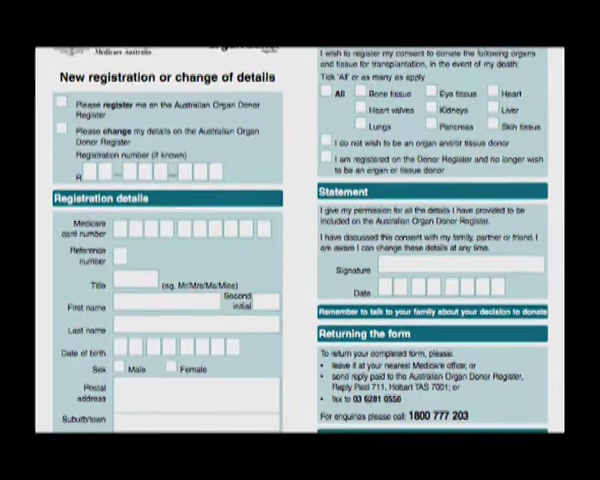 Medicare Australia
New registration or change of details
Please register me on the Australian Organ Donor
Register
Please change my details on the Australian Organ
Donor Register
Registration number (if known)
R
Registration details
Medicare
card number
Reference
number
Title
(eg. Mr/Mrs/Ms/Miss)
First name
Second
initial
Last name
Date of birth
Sex
Male
Female
Postal
address
Suburb/town
I wish to register my consent to donate the following organs
and tissue for transplantation, in the event of my death:
Tick 'All' or as many as apply
All
Bone tissue
Eye tissue
Heart
Heart valves
Kidneys
Liver
Lungs
Pancreas
Skin tissue
I do not wish to be an organ and/or tissue donor
I am registered on the Donor Register and no longer wish
to be an organ or tissue donor
Statement
I give my permission for all the details I have provided to be
included on the Australian Organ Donor Register.
I have discussed this consent with my family, partner or friend. I
am aware I can change these details at any time.
Signature
Date
Remember to talk to your family about your decision to donate
Returning the form
To return your completed form, please:
• leave it at your nearest Medicare office; or
• send reply paid to the Australian Organ Donor Register,
Reply Paid 711, Hobart TAS 7001; or
• fax to 03 6281 0550
For enquiries please call: 1800 777 203